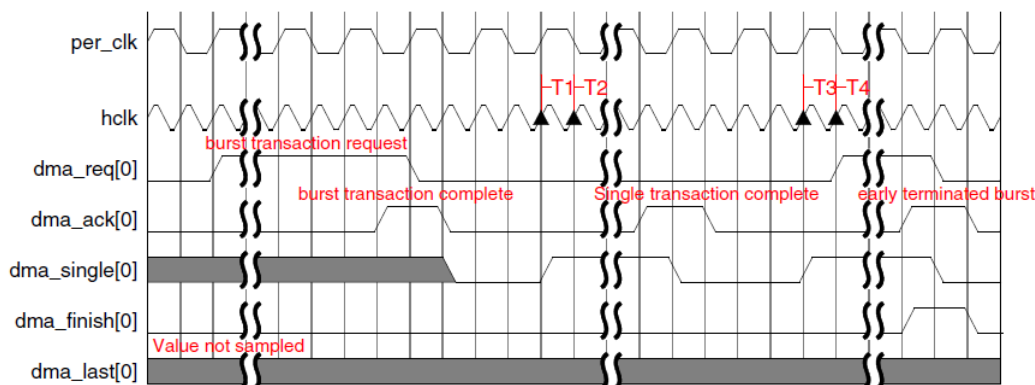 per_clk
T1 T2 T3 T4
hclk
burst transaction request
dma_req[0]
burst transaction complete Single transaction complete early terminated burst
dma_ack[0]
dma_single[0]
dma_finish[0]
Value not sampled
dma_last[0]